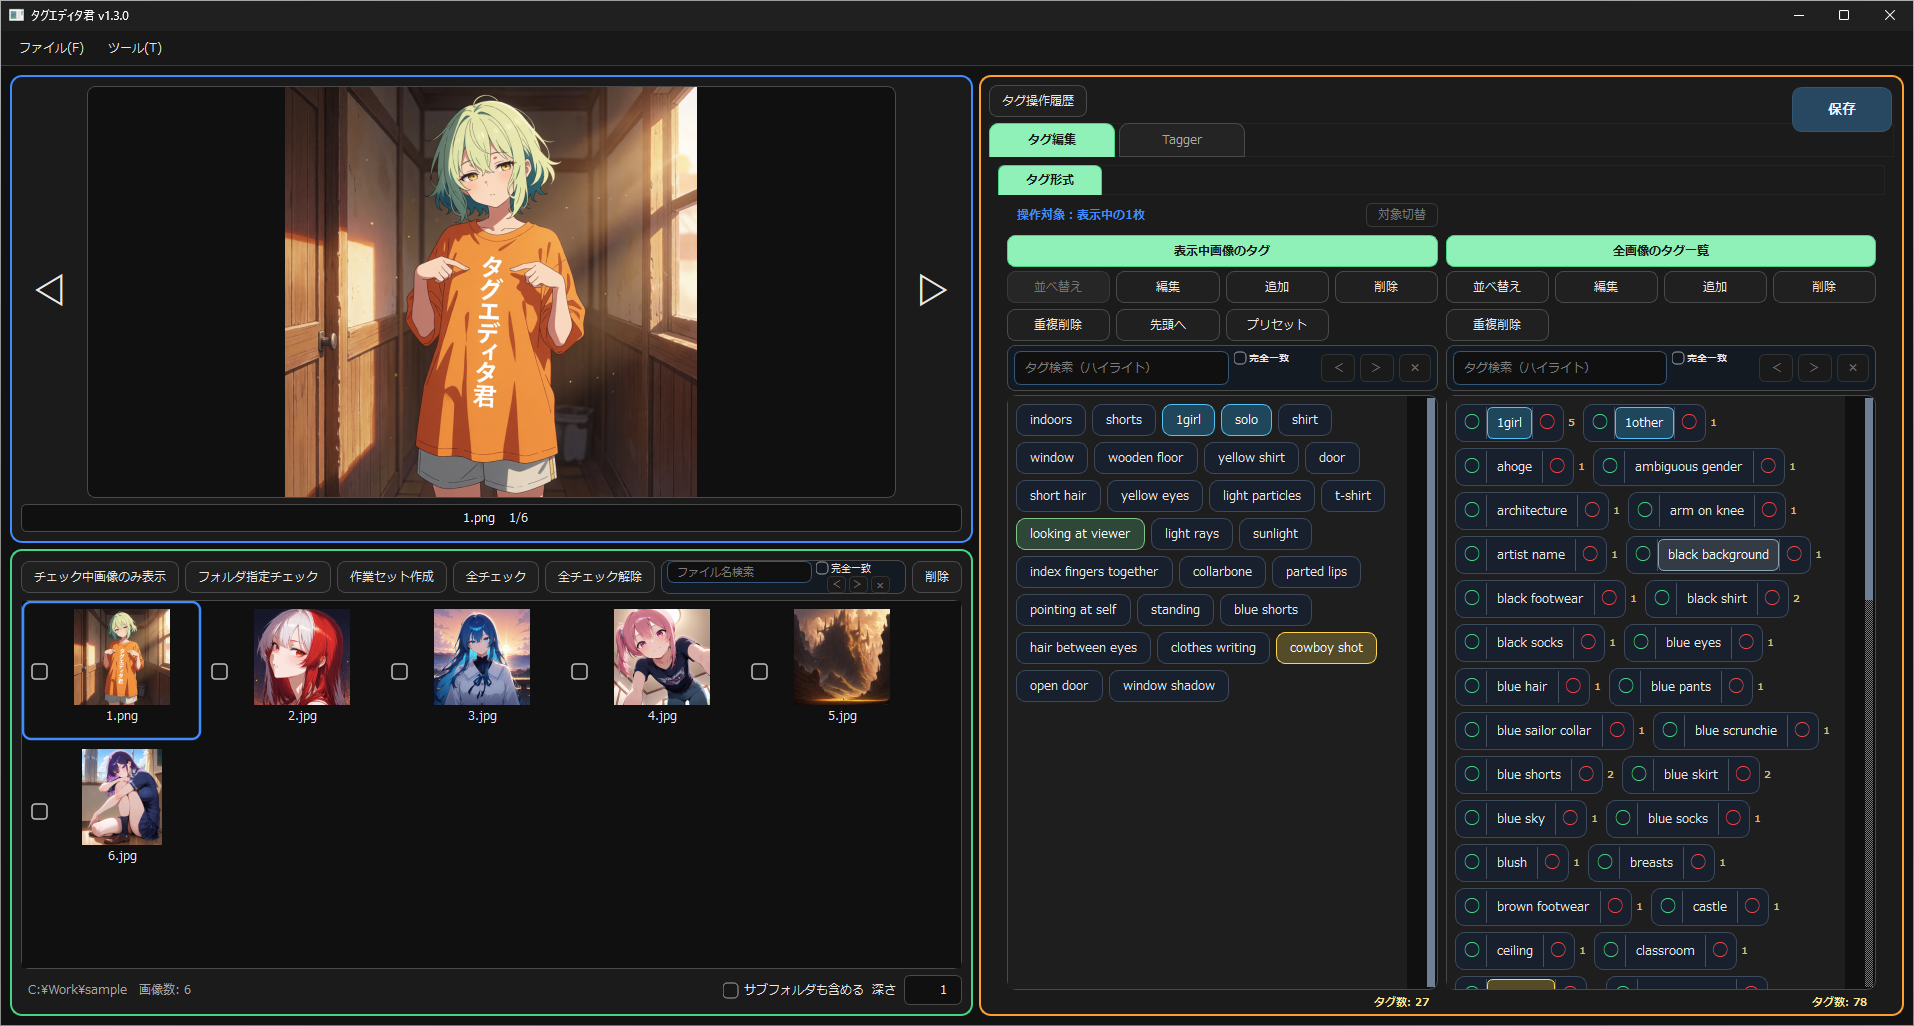 タグエディタ君 v1.3.0
ファイル(F) ツール(T)
タグエディタ君
1.png 1/6
チェック中画像のみ表示 フォルダ指定チェック 作業セット作成 全チェック 全チェック解除 ファイル名検索 完全一致 < > × 削除
1.png 2.jpg 3.jpg 4.jpg 5.jpg
6.jpg
C:¥Work¥sample 画像数: 6 サブフォルダも含める 深さ 1
タグ操作履歴 保存
タグ編集 Tagger
タグ形式
操作対象：表示中の1枚 対象切替
表示中画像のタグ
並べ替え 編集 追加 削除
重複削除 先頭へ プリセット
タグ検索（ハイライト） 完全一致 < > ×
indoors shorts 1girl solo shirt
window wooden floor yellow shirt door
short hair yellow eyes light particles t-shirt
looking at viewer light rays sunlight
index fingers together collarbone parted lips
pointing at self standing blue shorts
hair between eyes clothes writing cowboy shot
open door window shadow
タグ数: 27
全画像のタグ一覧
並べ替え 編集 追加 削除
重複削除
タグ検索（ハイライト） 完全一致 < > ×
1girl 5 1other 1
ahoge 1 ambiguous gender 1
architecture 1 arm on knee 1
artist name 1 black background 1
black footwear 1 black shirt 2
black socks 1 blue eyes 1
blue hair 1 blue pants 1
blue sailor collar 1 blue scrunchie 1
blue shorts 2 blue skirt 2
blue sky 1 blue socks 1
blush 1 breasts 1
brown footwear 1 castle 1
ceiling 1 classroom 1
タグ数: 78